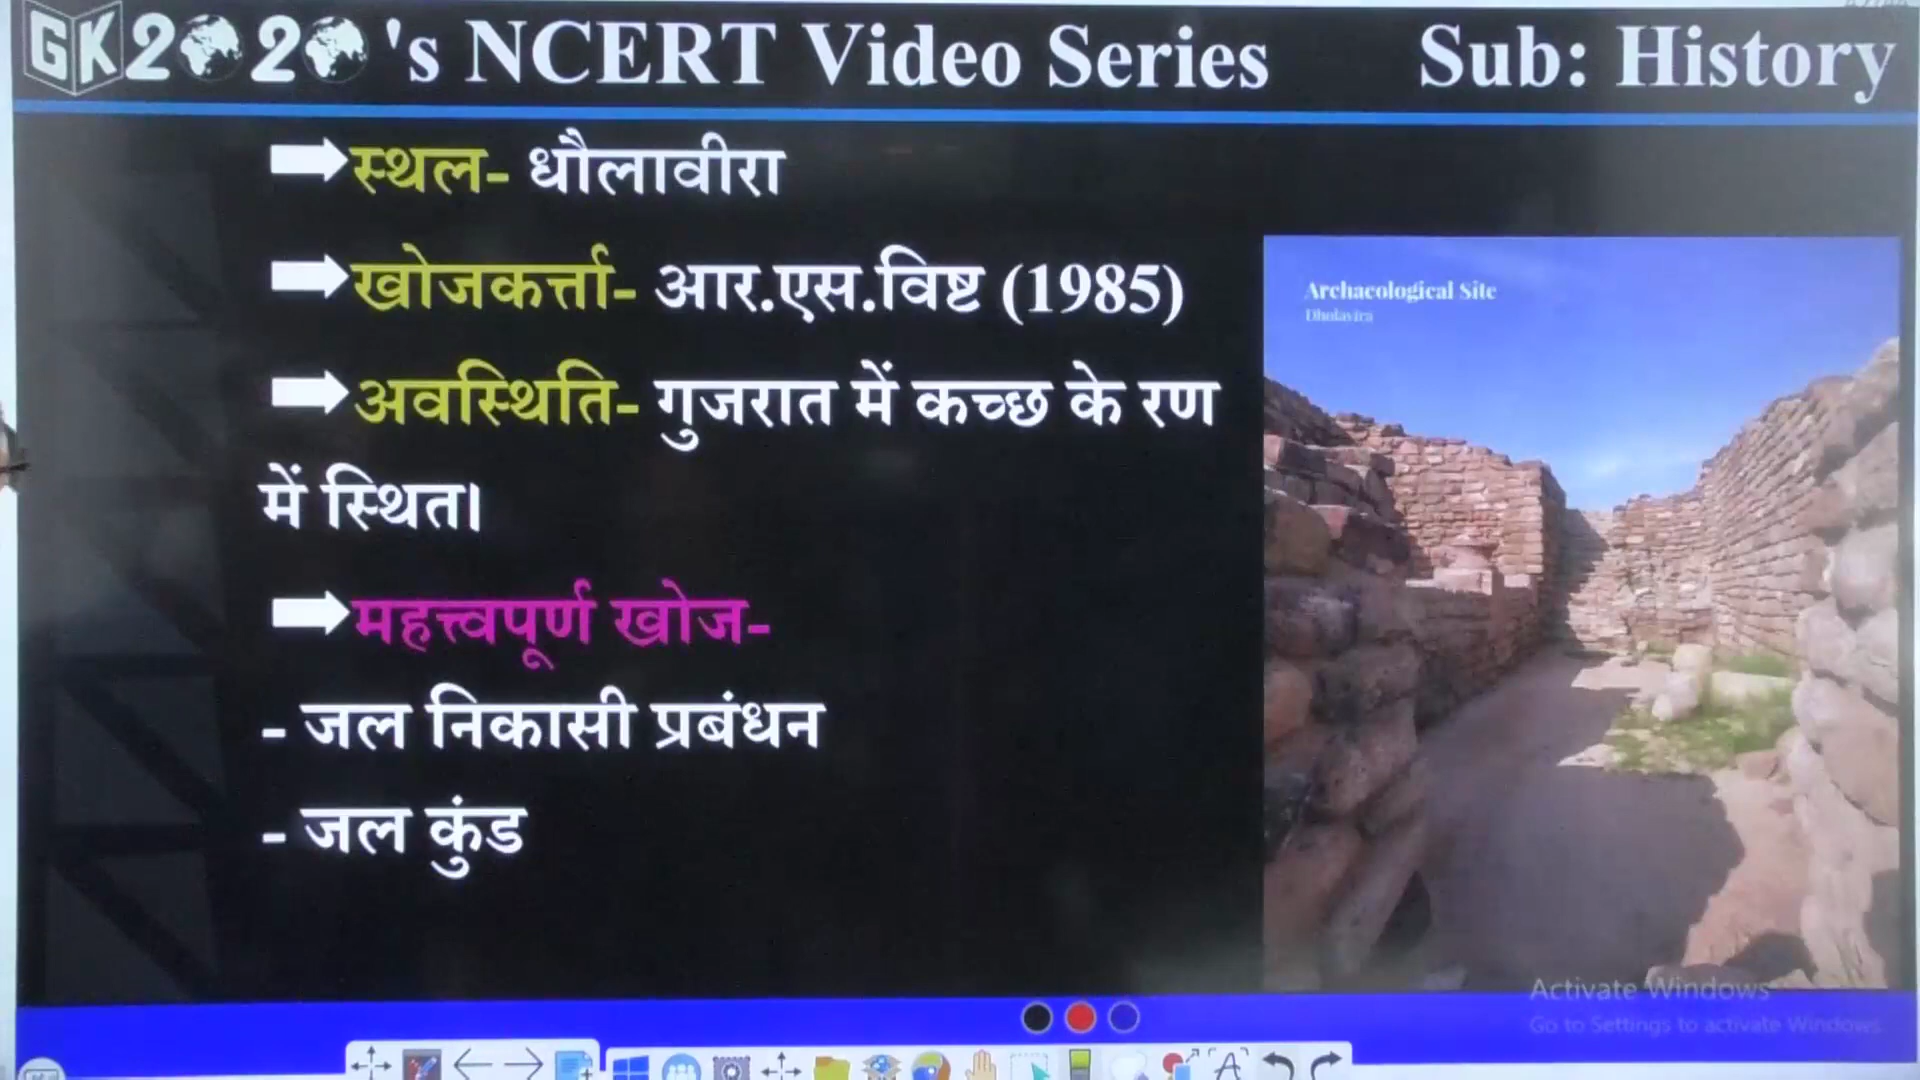 GK2020's NCERT Video Series Sub: History
स्थल- धौलावीरा
खोजकर्त्ता- आर.एस.विष्ट (1985)
अवस्थिति- गुजरात में कच्छ के रण
में स्थित।
महत्त्वपूर्ण खोज-
- जल निकासी प्रबंधन
- जल कुंड
Archaeological Site
Dholavira
Activate Windows
Go to Settings to activate Windows.